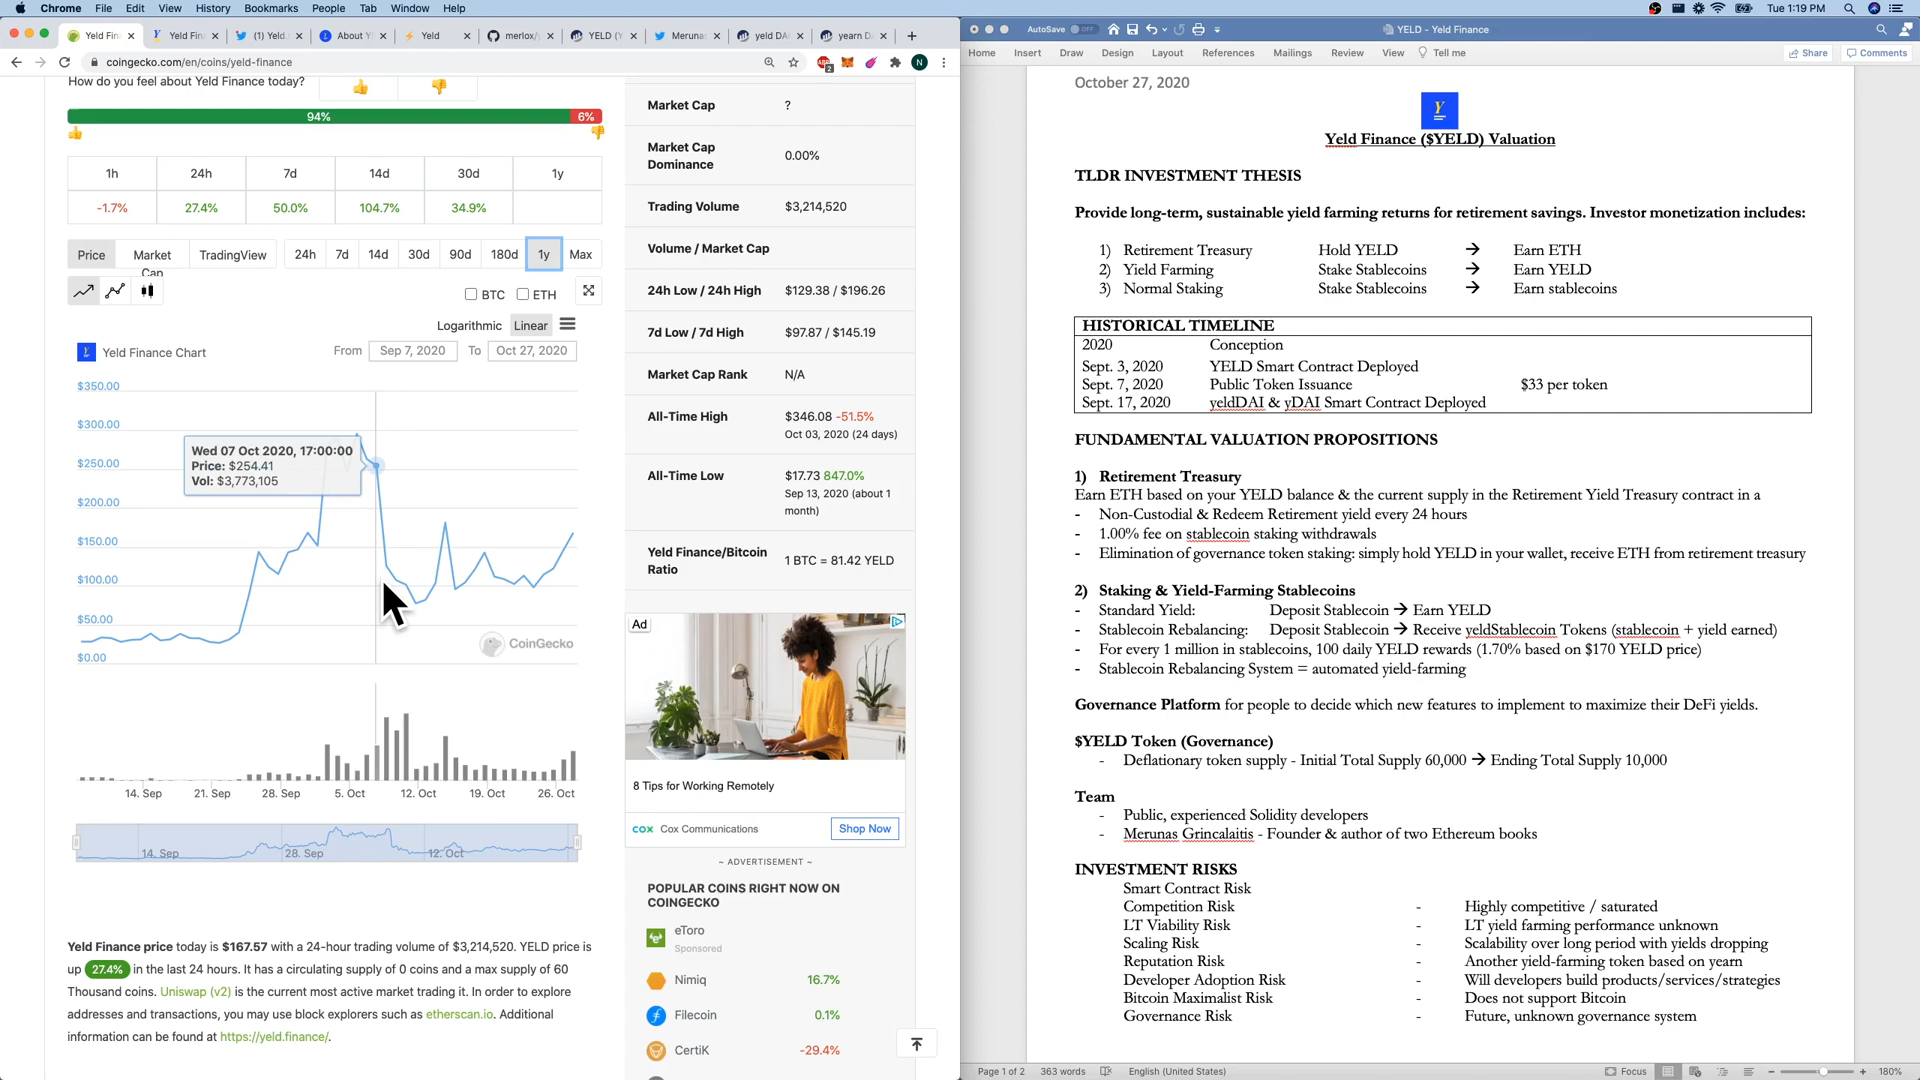 Chrome File Edit View History Bookmarks People Tab Window Help
Tue 1:19 PM
Yeld Fin
Yeld Fin
(1) Yeld.
About Y
Yeld
merlox/
YELD (Y
Merunas
yeld DA
yearn D
coingecko.com/en/coins/yeld-finance
N
How do you feel about Yeld Finance today?
94%
6%
1h 24h 7d 14d 30d 1y
-1.7% 27.4% 50.0% 104.7% 34.9%
Price Market Cap TradingView 24h 7d 14d 30d 90d 180d 1y Max
BTC ETH
Logarithmic Linear
Yeld Finance Chart
From Sep 7, 2020 To Oct 27, 2020
$350.00
$300.00
$250.00
$200.00
$150.00
$100.00
$50.00
$0.00
Wed 07 Oct 2020, 17:00:00
Price: $254.41
Vol: $3,773,105
CoinGecko
14. Sep 21. Sep 28. Sep 5. Oct 12. Oct 19. Oct 26. Oct
14. Sep 28. Sep 12. Oct
Yeld Finance price today is $167.57 with a 24-hour trading volume of $3,214,520. YELD price is
up 27.4% in the last 24 hours. It has a circulating supply of 0 coins and a max supply of 60
Thousand coins. Uniswap (v2) is the current most active market trading it. In order to explore
addresses and transactions, you may use block explorers such as etherscan.io. Additional
information can be found at https://yeld.finance/.
Market Cap ?
Market Cap Dominance 0.00%
Trading Volume $3,214,520
Volume / Market Cap
24h Low / 24h High $129.38 / $196.26
7d Low / 7d High $97.87 / $145.19
Market Cap Rank N/A
All-Time High $346.08 -51.5%
Oct 03, 2020 (24 days)
All-Time Low $17.73 847.0%
Sep 13, 2020 (about 1
month)
Yeld Finance/Bitcoin
Ratio 1 BTC = 81.42 YELD
Ad
8 Tips for Working Remotely
COX Cox Communications Shop Now
~ ADVERTISEMENT ~
POPULAR COINS RIGHT NOW ON
COINGECKO
eToro
Sponsored
Nimiq 16.7%
Filecoin 0.1%
CertiK -29.4%
AutoSave OFF
YELD - Yeld Finance
Home Insert Draw Design Layout References Mailings Review View Tell me Share Comments
October 27, 2020
Y
Yeld Finance ($YELD) Valuation
TLDR INVESTMENT THESIS
Provide long-term, sustainable yield farming returns for retirement savings. Investor monetization includes:
1) Retirement Treasury Hold YELD → Earn ETH
2) Yield Farming Stake Stablecoins → Earn YELD
3) Normal Staking Stake Stablecoins → Earn stablecoins
HISTORICAL TIMELINE
2020 Conception
Sept. 3, 2020 YELD Smart Contract Deployed
Sept. 7, 2020 Public Token Issuance $33 per token
Sept. 17, 2020 yeldDAI & yDAI Smart Contract Deployed
FUNDAMENTAL VALUATION PROPOSITIONS
1) Retirement Treasury
Earn ETH based on your YELD balance & the current supply in the Retirement Yield Treasury contract in a
- Non-Custodial & Redeem Retirement yield every 24 hours
- 1.00% fee on stablecoin staking withdrawals
- Elimination of governance token staking: simply hold YELD in your wallet, receive ETH from retirement treasury
2) Staking & Yield-Farming Stablecoins
- Standard Yield: Deposit Stablecoin → Earn YELD
- Stablecoin Rebalancing: Deposit Stablecoin → Receive yeldStablecoin Tokens (stablecoin + yield earned)
- For every 1 million in stablecoins, 100 daily YELD rewards (1.70% based on $170 YELD price)
- Stablecoin Rebalancing System = automated yield-farming
Governance Platform for people to decide which new features to implement to maximize their DeFi yields.
$YELD Token (Governance)
- Deflationary token supply - Initial Total Supply 60,000 → Ending Total Supply 10,000
Team
- Public, experienced Solidity developers
- Merunas Grincalaitis - Founder & author of two Ethereum books
INVESTMENT RISKS
Smart Contract Risk
Competition Risk - Highly competitive / saturated
LT Viability Risk - LT yield farming performance unknown
Scaling Risk - Scalability over long period with yields dropping
Reputation Risk - Another yield-farming token based on yearn
Developer Adoption Risk - Will developers build products/services/strategies
Bitcoin Maximalist Risk - Does not support Bitcoin
Governance Risk - Future, unknown governance system
Page 1 of 2 363 words English (United States) Focus 180%